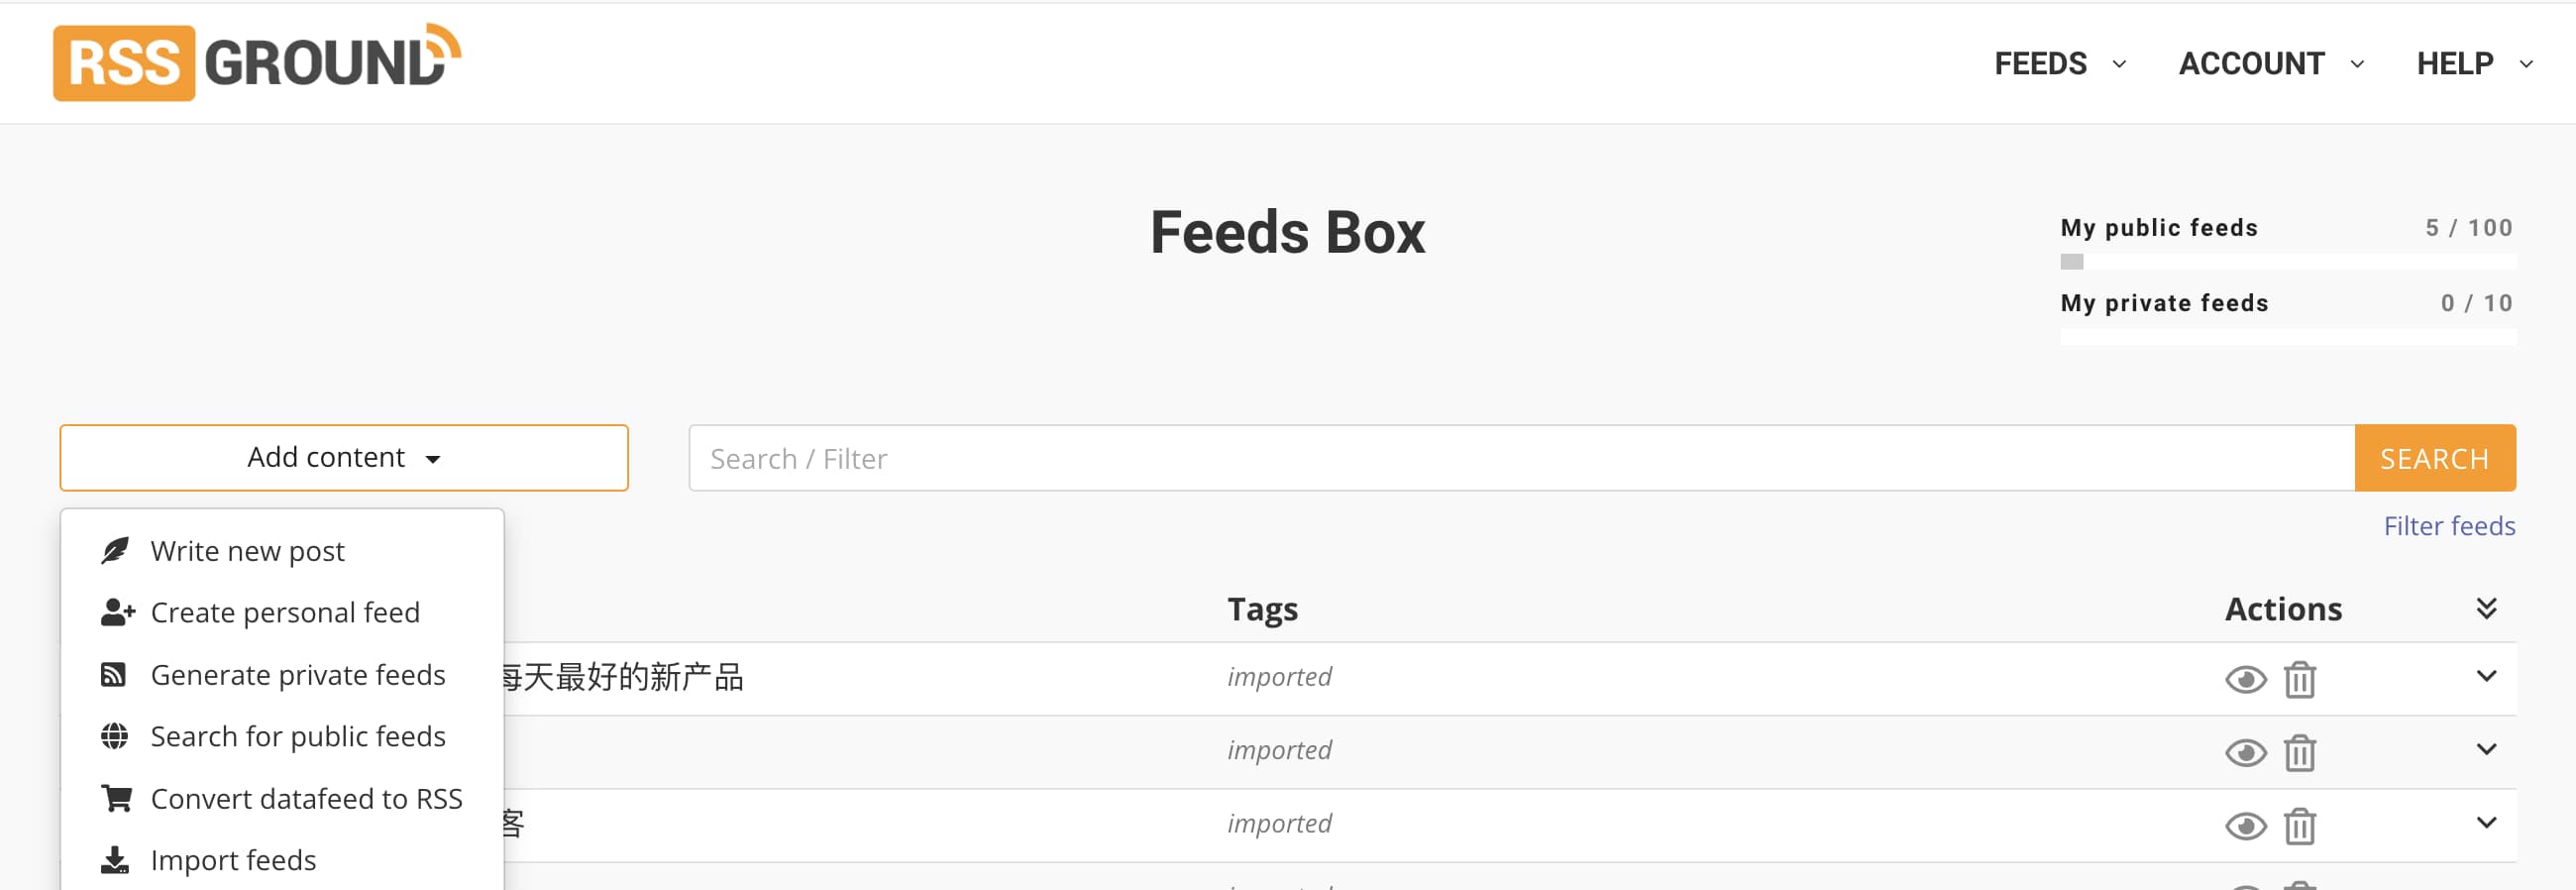 RSS GROUND
FEEDS ACCOUNT HELP
Feeds Box
My public feeds 5 / 100
My private feeds 0 / 10
Add content
Search / Filter
SEARCH
Filter feeds
Write new post
Create personal feed
Generate private feeds
Search for public feeds
Convert datafeed to RSS
Import feeds
Tags Actions
每天最好的新产品 imported
imported
客 imported